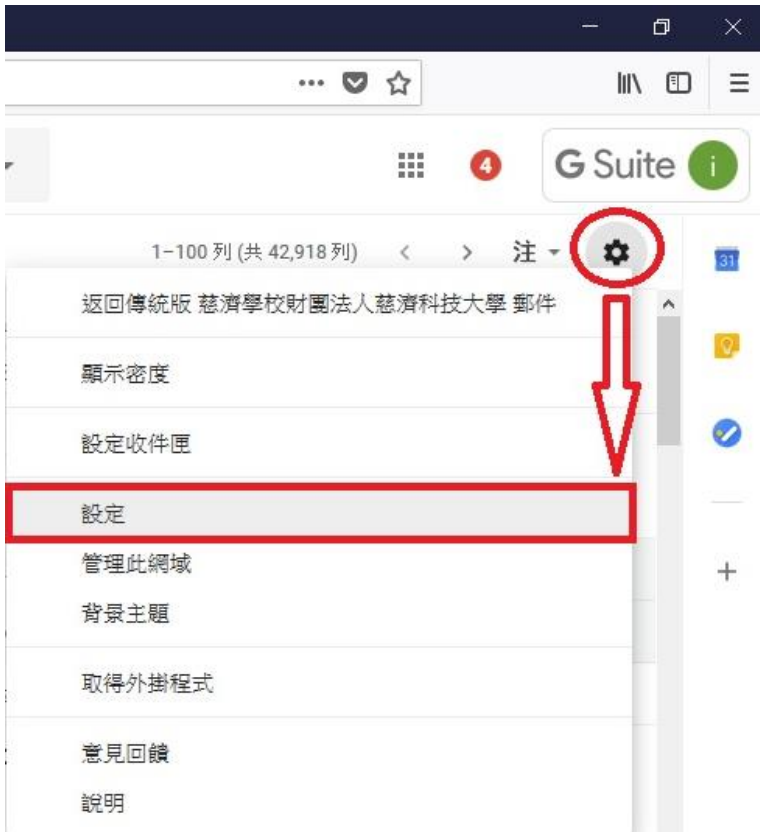 4
G Suite
i
1-100 列 (共 42,918 列)
注
31
返回傳統版 慈濟學校財團法人慈濟科技大學 郵件
顯示密度
設定收件匣
設定
管理此網域
背景主題
取得外掛程式
意見回饋
說明